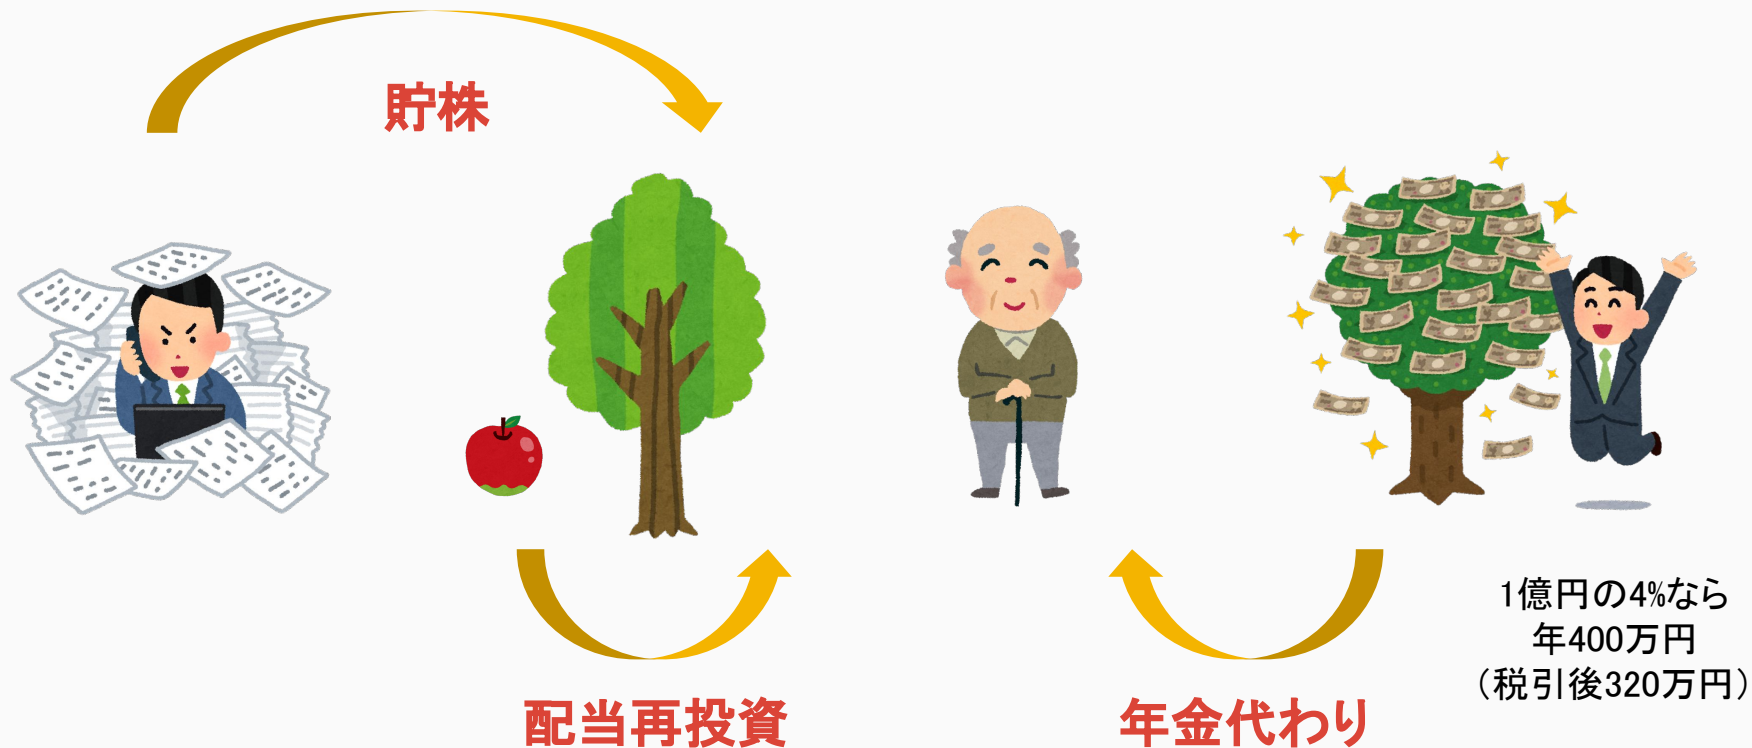 貯株
配当再投資
年金代わり
1億円の4%なら
年400万円
（税引後320万円）